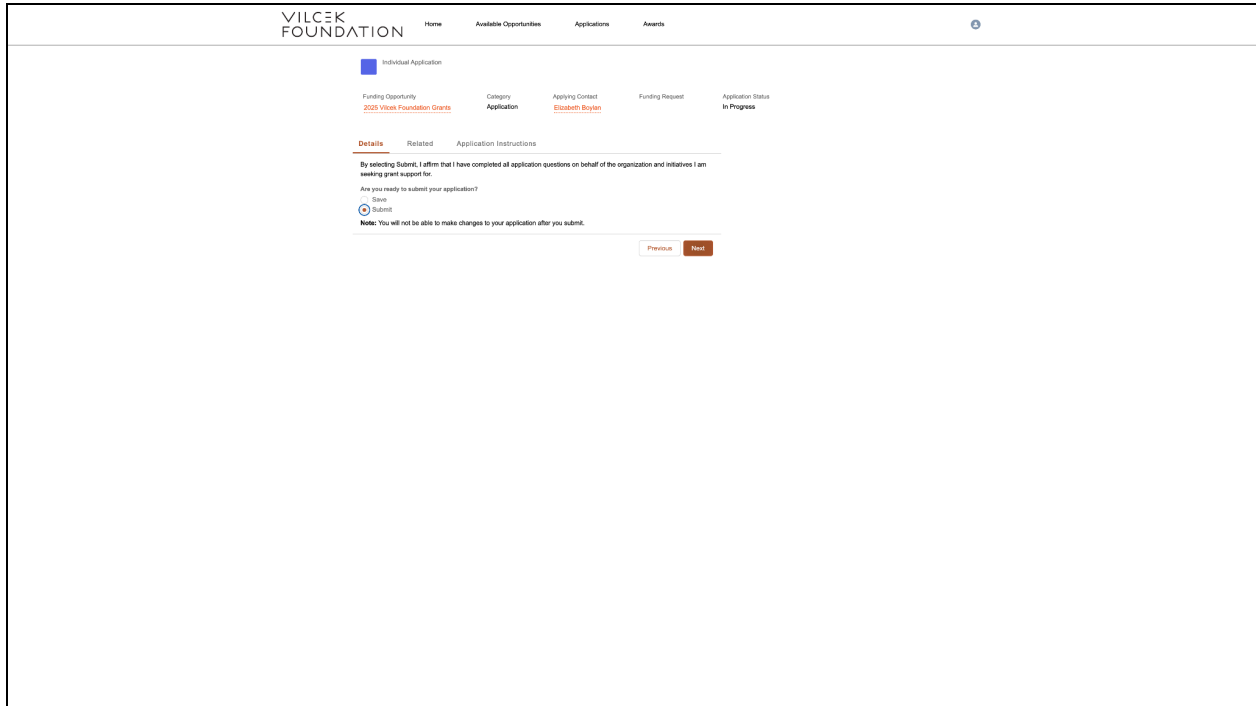 VILCEK
FOUNDATION
Home Available Opportunities Applications Awards
Individual Application
Funding Opportunity Category Applying Contact Funding Request Application Status
2025 Vilcek Foundation Grants Application Elizabeth Boylan In Progress
Details Related Application Instructions
By selecting Submit, I affirm that I have completed all application questions on behalf of the organization and initiatives I am
seeking grant support for.
Are you ready to submit your application?
Save
Submit
Note: You will not be able to make changes to your application after you submit.
Previous Next